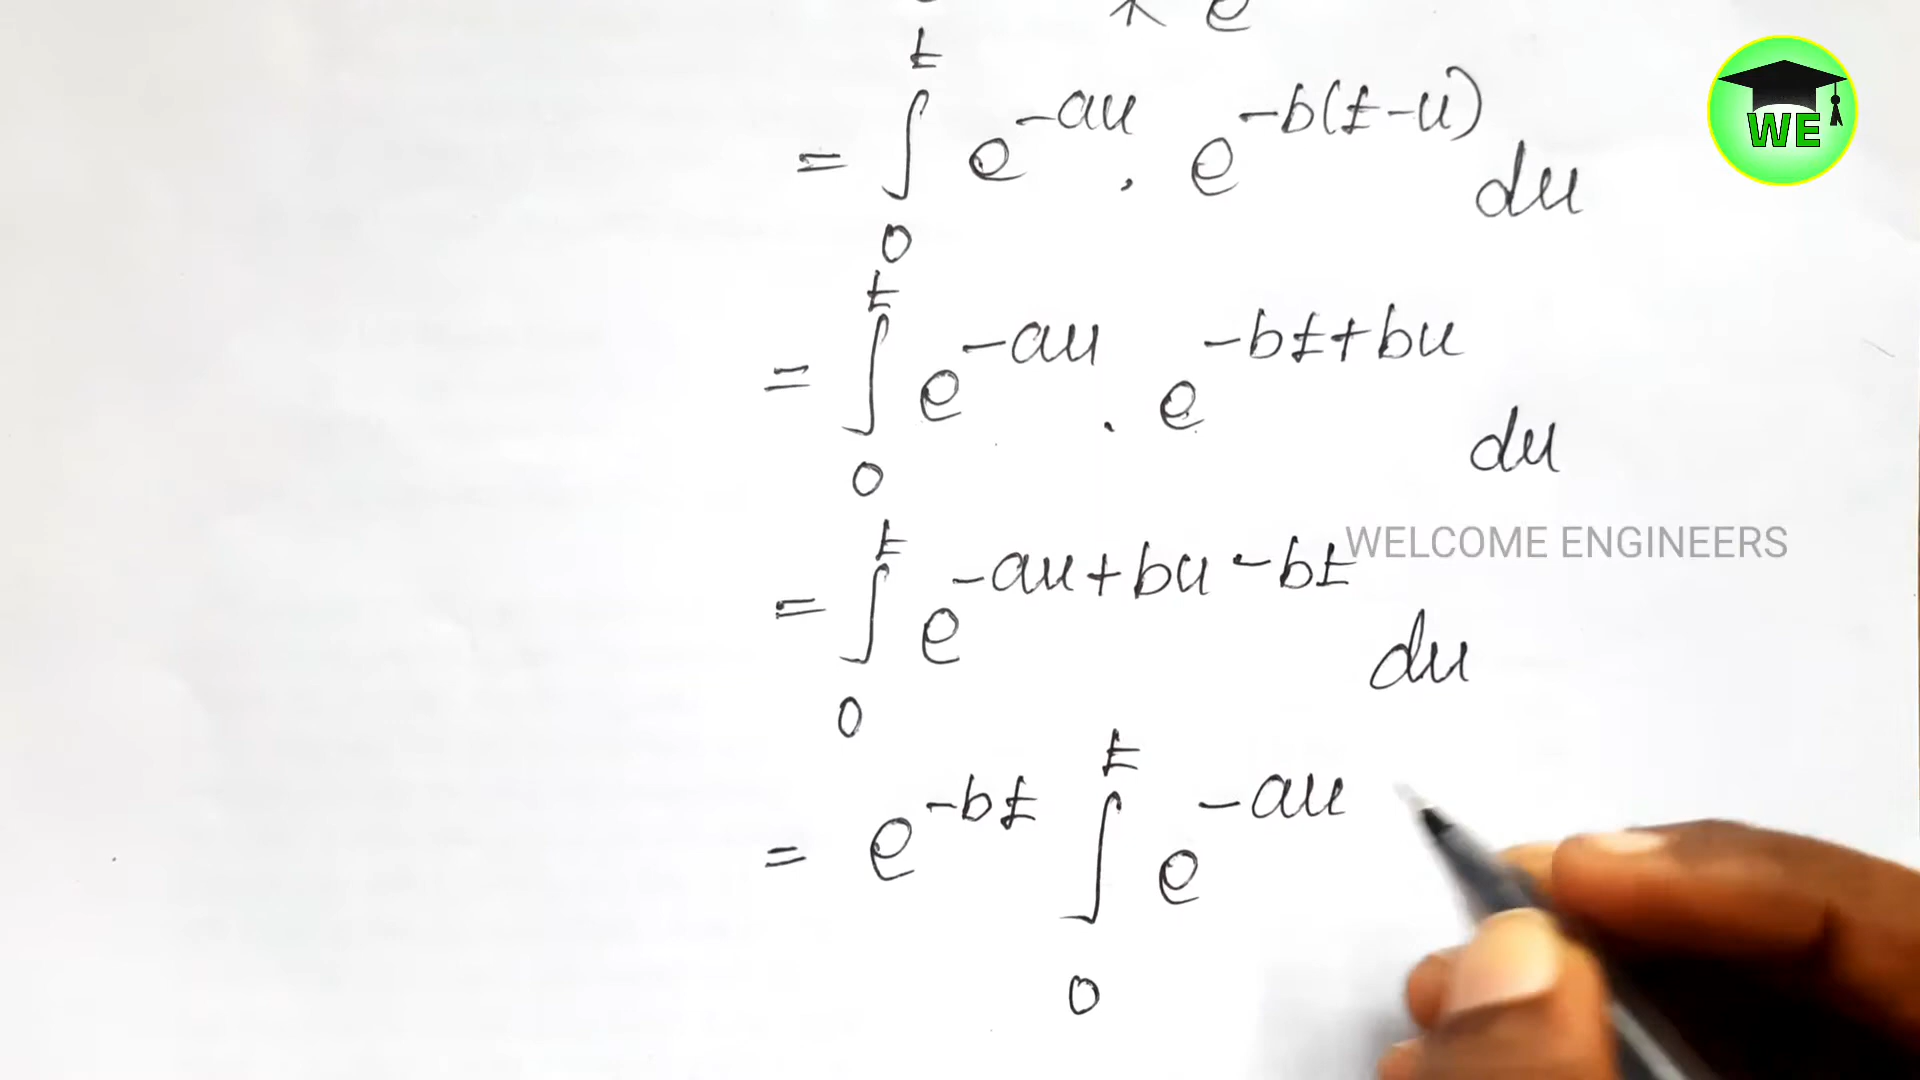 * e
= ∫₀ᵗ e^{-au} . e^{-b(t-u)} du
= ∫₀ᵗ e^{-au} . e^{-bt+bu} du
= ∫₀ᵗ e^{-au+bu-bt} du
= e^{-bt} ∫₀ᵗ e^{-au}
WE
WELCOME ENGINEERS